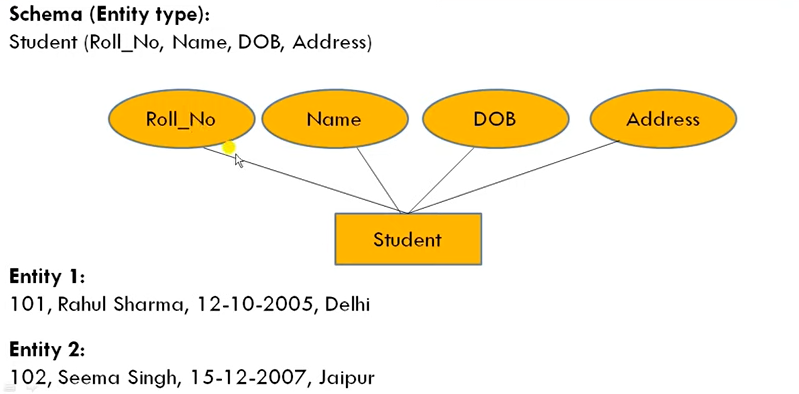 Schema (Entity type):
Student (Roll_No, Name, DOB, Address)
Roll_No Name DOB Address
Student
Entity 1:
101, Rahul Sharma, 12-10-2005, Delhi
Entity 2:
102, Seema Singh, 15-12-2007, Jaipur